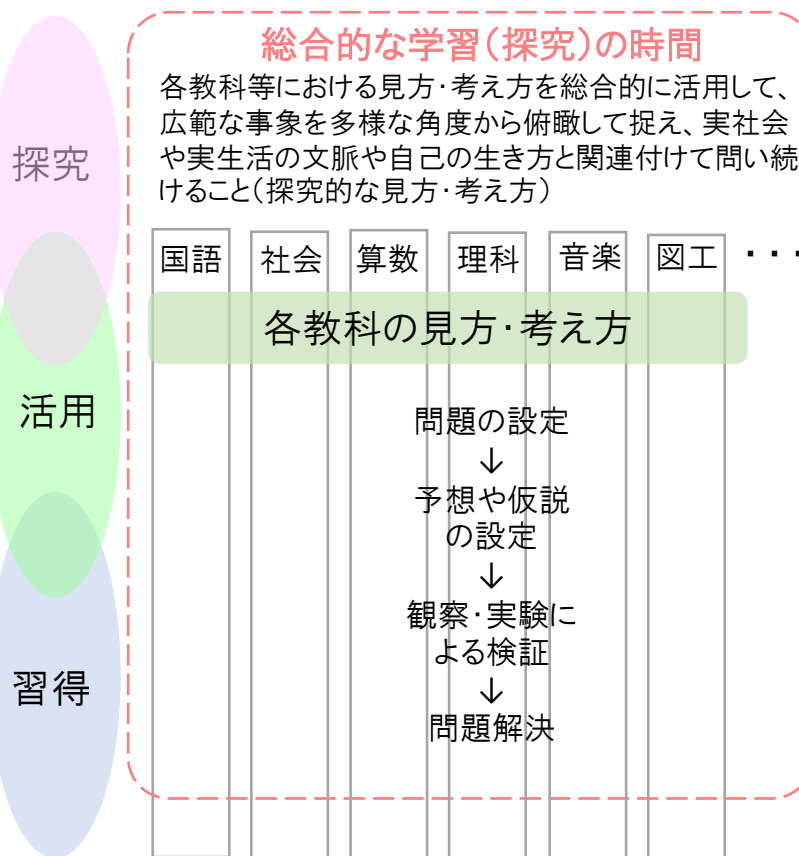 総合的な学習(探究)の時間
各教科等における見方・考え方を総合的に活用して、
広範な事象を多様な角度から俯瞰して捉え、実社会
や実生活の文脈や自己の生き方と関連付けて問い続
けること(探究的な見方・考え方)
探究
国語 社会 算数 理科 音楽 図工 ・・・
各教科の見方・考え方
活用
問題の設定
↓
予想や仮説
の設定
↓
観察・実験に
よる検証
↓
問題解決
習得